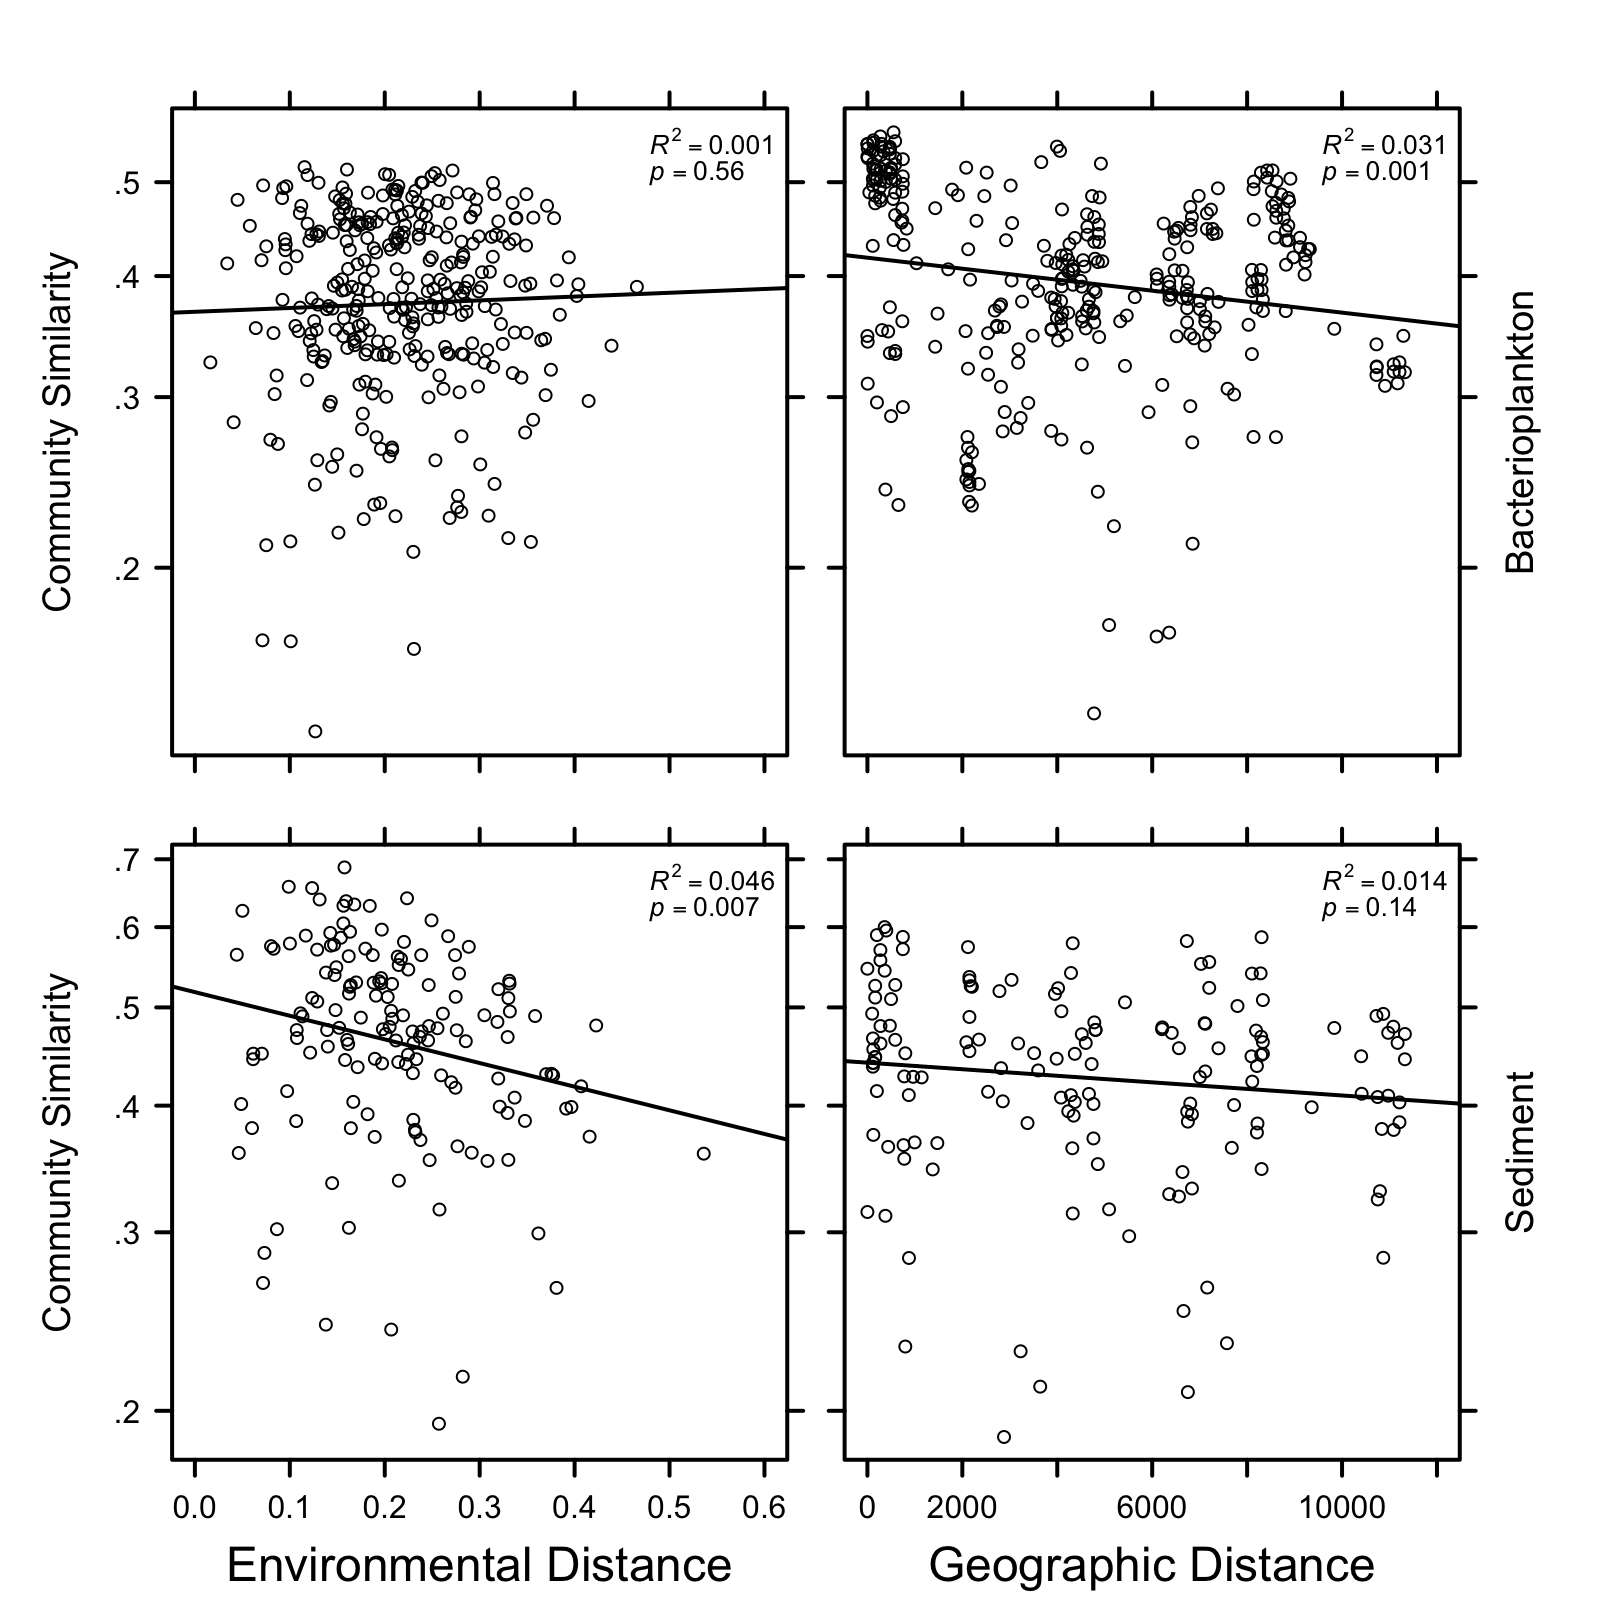 R² = 0.001
p = 0.56
R² = 0.031
p = 0.001
.5
.4
.3
.2
Community Similarity
Bacterioplankton
R² = 0.046
p = 0.007
R² = 0.014
p = 0.14
.7
.6
.5
.4
.3
.2
Community Similarity
Sediment
0.0 0.1 0.2 0.3 0.4 0.5 0.6
0 2000 6000 10000
Environmental Distance
Geographic Distance